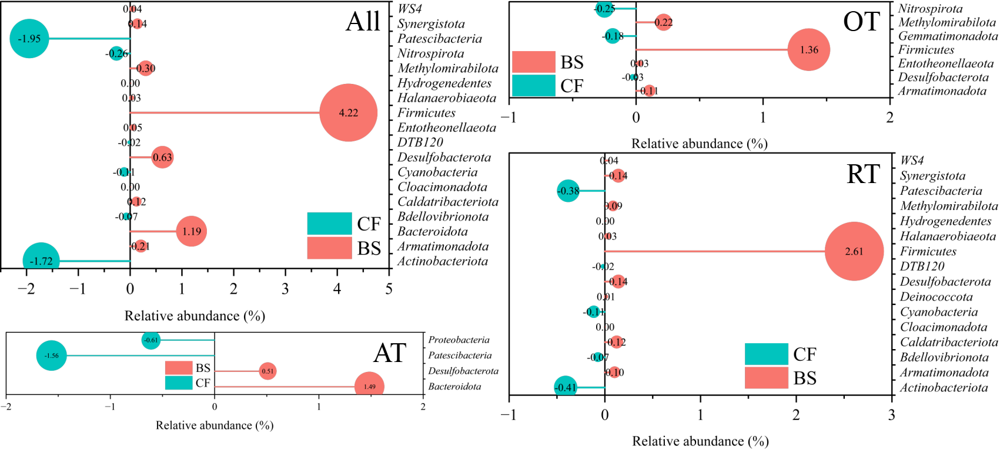 All
0.04 WS4
0.14 Synergistota
-1.95 Patescibacteria
-0.26 Nitrospirota
0.30 Methylomirabilota
0.00 Hydrogenedentes
0.03 Halanaerobiaeota
4.22 Firmicutes
0.05 Entotheonellaeota
-0.02 DTB120
0.63 Desulfobacterota
-0.11 Cyanobacteria
0.00 Cloacimonadota
0.12 Caldatribacteriota
-0.07 Bdellovibrionota
1.19 Bacteroidota
0.21 Armatimonadota
-1.72 Actinobacteriota
CF
BS
−2 −1 0 1 2 3 4 5
Relative abundance (%)
OT
-0.25 Nitrospirota
0.22 Methylomirabilota
-0.18 Gemmatimonadota
1.36 Firmicutes
0.03 Entotheonellaeota
-0.03 Desulfobacterota
0.11 Armatimonadota
BS
CF
−1 0 1 2
Relative abundance (%)
AT
-0.61 Proteobacteria
-1.56 Patescibacteria
0.51 Desulfobacterota
1.49 Bacteroidota
BS
CF
−2 −1 0 1 2
Relative abundance (%)
RT
0.04 WS4
0.14 Synergistota
-0.38 Patescibacteria
0.09 Methylomirabilota
0.00 Hydrogenedentes
0.03 Halanaerobiaeota
2.61 Firmicutes
-0.02 DTB120
0.14 Desulfobacterota
0.01 Deinococcota
-0.11 Cyanobacteria
0.00 Cloacimonadota
0.12 Caldatribacteriota
-0.07 Bdellovibrionota
0.10 Armatimonadota
-0.41 Actinobacteriota
CF
BS
−1 0 1 2 3
Relative abundance (%)